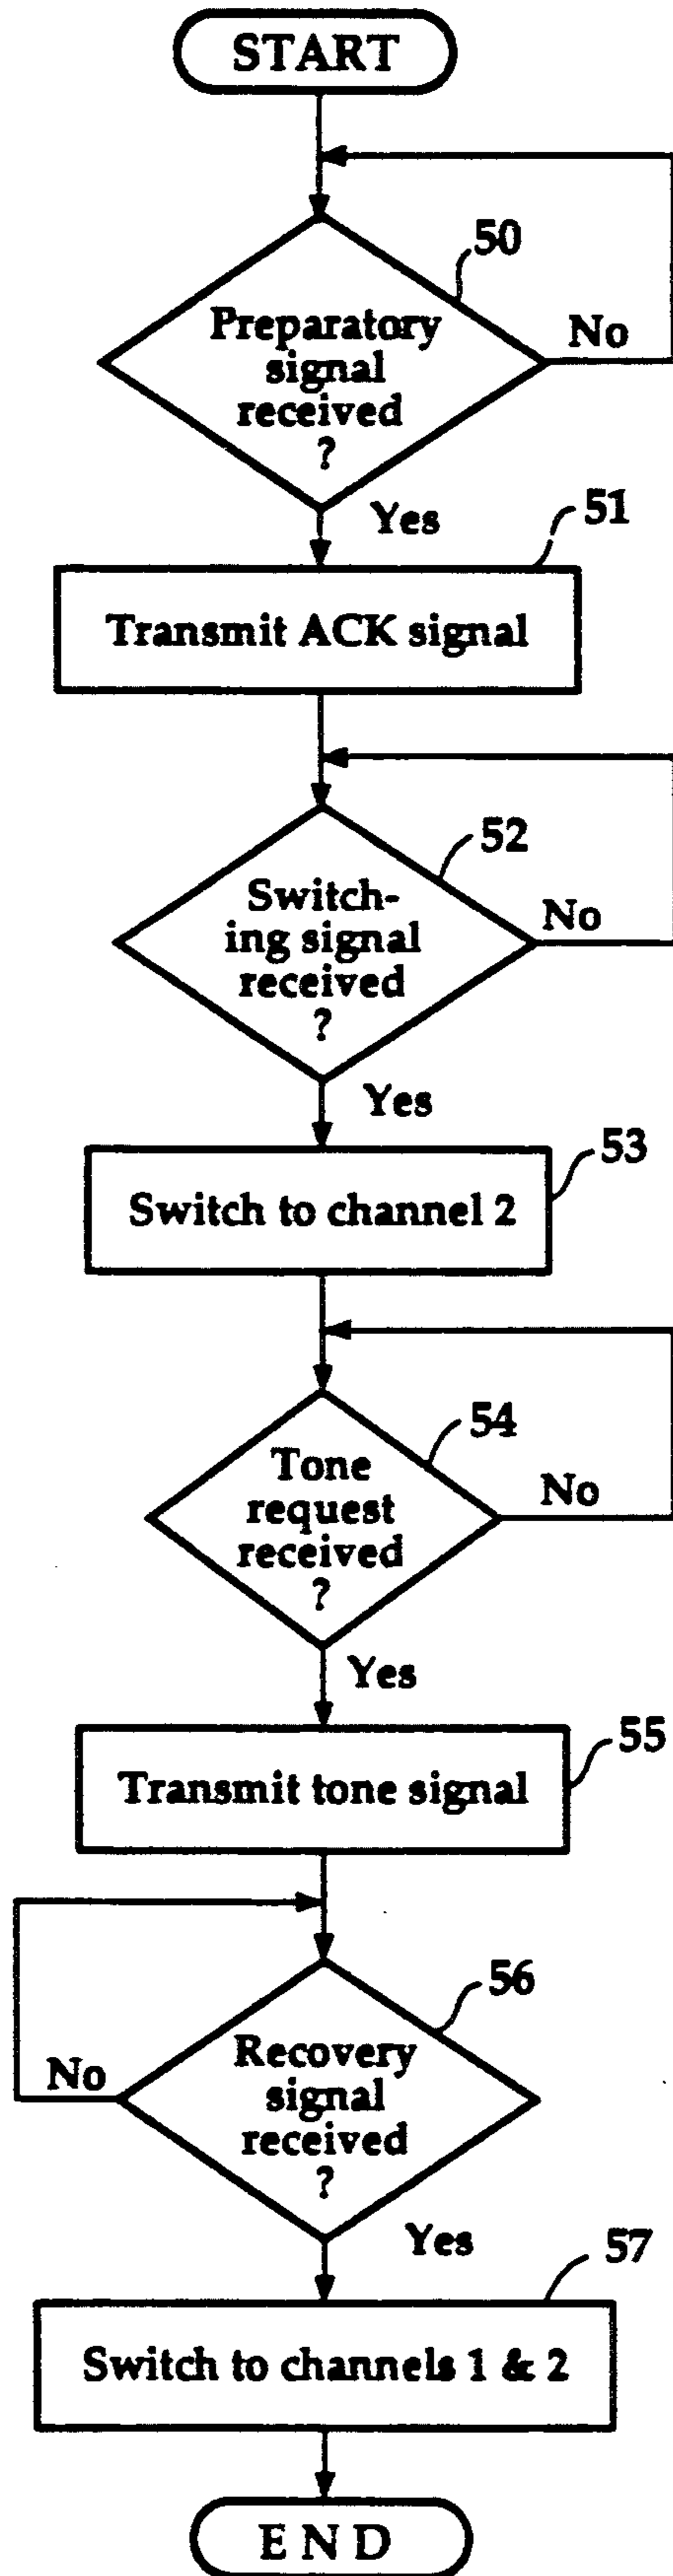 START
50
Preparatory
signal
received
?
No
Yes
51
Transmit ACK signal
52
Switch-
ing signal
received
?
No
Yes
53
Switch to channel 2
54
Tone
request
received
?
No
Yes
55
Transmit tone signal
56
Recovery
signal
received
?
No
Yes
57
Switch to channels 1 & 2
END